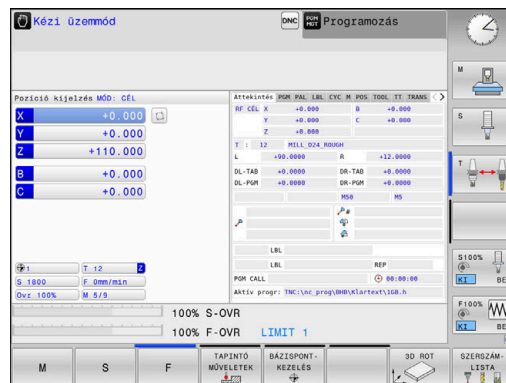 Kézi üzemmód
DNC
PGM MGT
Programozás
Pozíció kijelzés MÓD: CÉL
X +0.000
Y +0.000
Z +110.000
B +0.000
C +0.000
1
T 12 Z
S 1800 F 0mm/min
Ovr 100% M 5/9
Áttekintés PGM PAL LBL CYC M POS TOOL TT TRANS
RF CÉL X +0.000 B +0.000
Y +0.000 C +0.000
Z +0.000
T : 12 MILL_D24_ROUGH
L +90.0000 R +12.0000
DL-TAB +0.0000 DR-TAB +0.0000
DL-PGM +0.0000 DR-PGM +0.0000
M50 M5
P #
LBL
LBL REP
PGM CALL 00:00:00
Aktív progr: TNC:\nc_prog\BHB\Klartext\1GB.h
100% S-OVR
100% F-OVR LIMIT 1
M
S
F
TAPINTÓ MŰVELETEK
BÁZISPONT-KEZELÉS
3D ROT
SZERSZÁM-LISTA
M
S
T
S100%
KI BE
F100%
KI BE